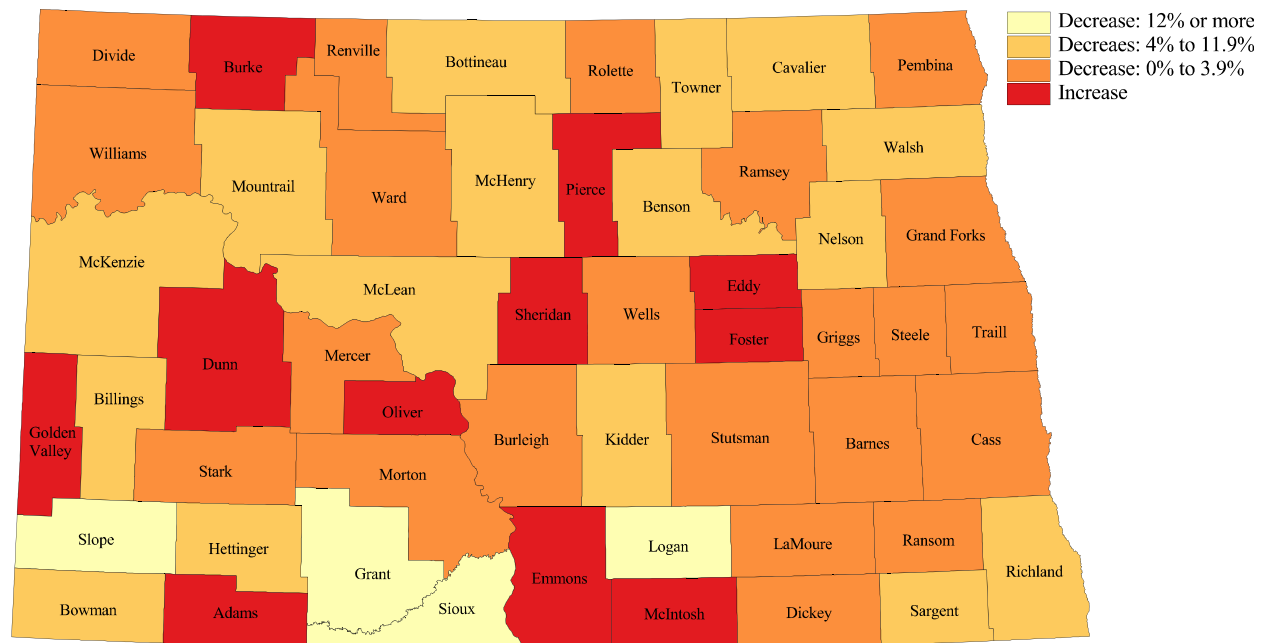 Decrease: 12% or more
Decreaes: 4% to 11.9%
Decrease: 0% to 3.9%
Increase
Divide
Burke
Renville
Bottineau
Rolette
Towner
Cavalier
Pembina
Williams
Mountrail
Ward
McHenry
Pierce
Benson
Ramsey
Walsh
Nelson
Grand Forks
McKenzie
McLean
Sheridan
Wells
Eddy
Foster
Griggs
Steele
Traill
Dunn
Mercer
Oliver
Billings
Golden
Valley
Stark
Morton
Burleigh
Kidder
Stutsman
Barnes
Cass
Slope
Hettinger
Grant
Sioux
Emmons
Logan
LaMoure
Ransom
Richland
Bowman
Adams
McIntosh
Dickey
Sargent